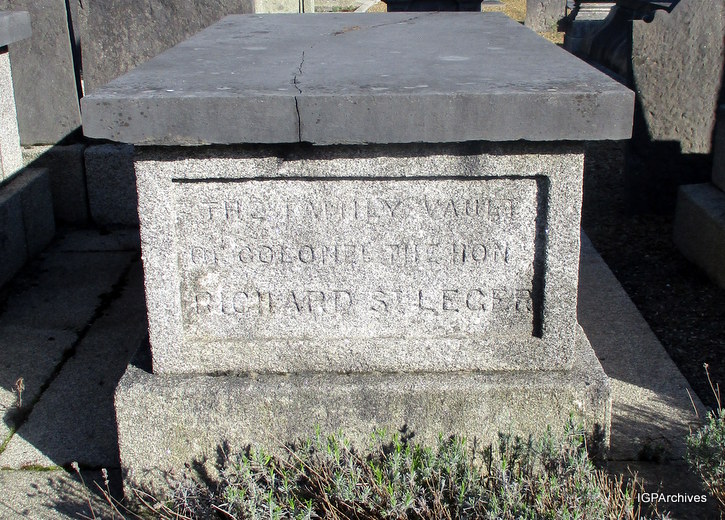 THE FAMILY VAULT
OF COLONEL THE HON
RICHARD ST LEGER
IGPArchives